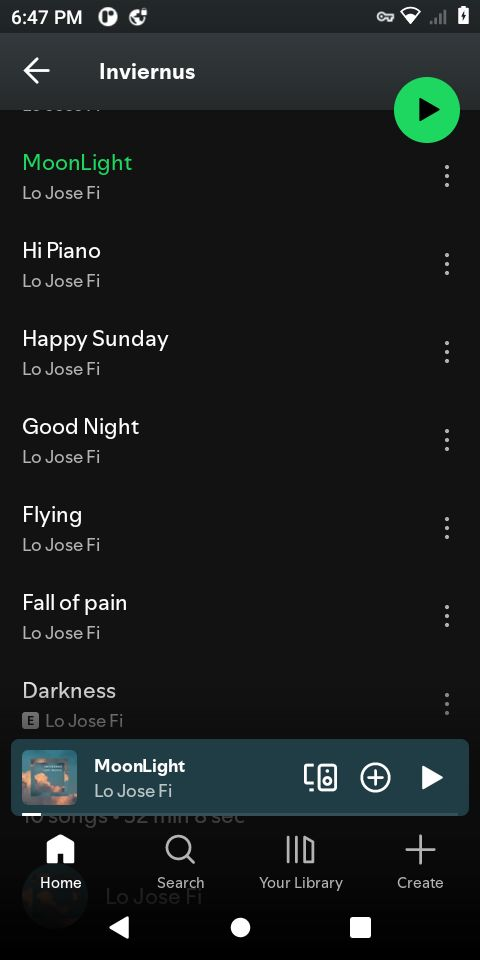 6:47 PM
Inviernus
MoonLight
Lo Jose Fi
Hi Piano
Lo Jose Fi
Happy Sunday
Lo Jose Fi
Good Night
Lo Jose Fi
Flying
Lo Jose Fi
Fall of pain
Lo Jose Fi
Darkness
E Lo Jose Fi
MoonLight
Lo Jose Fi
10 songs • 32 min 8 sec
Home
Search
Your Library
Create
Lo Jose Fi